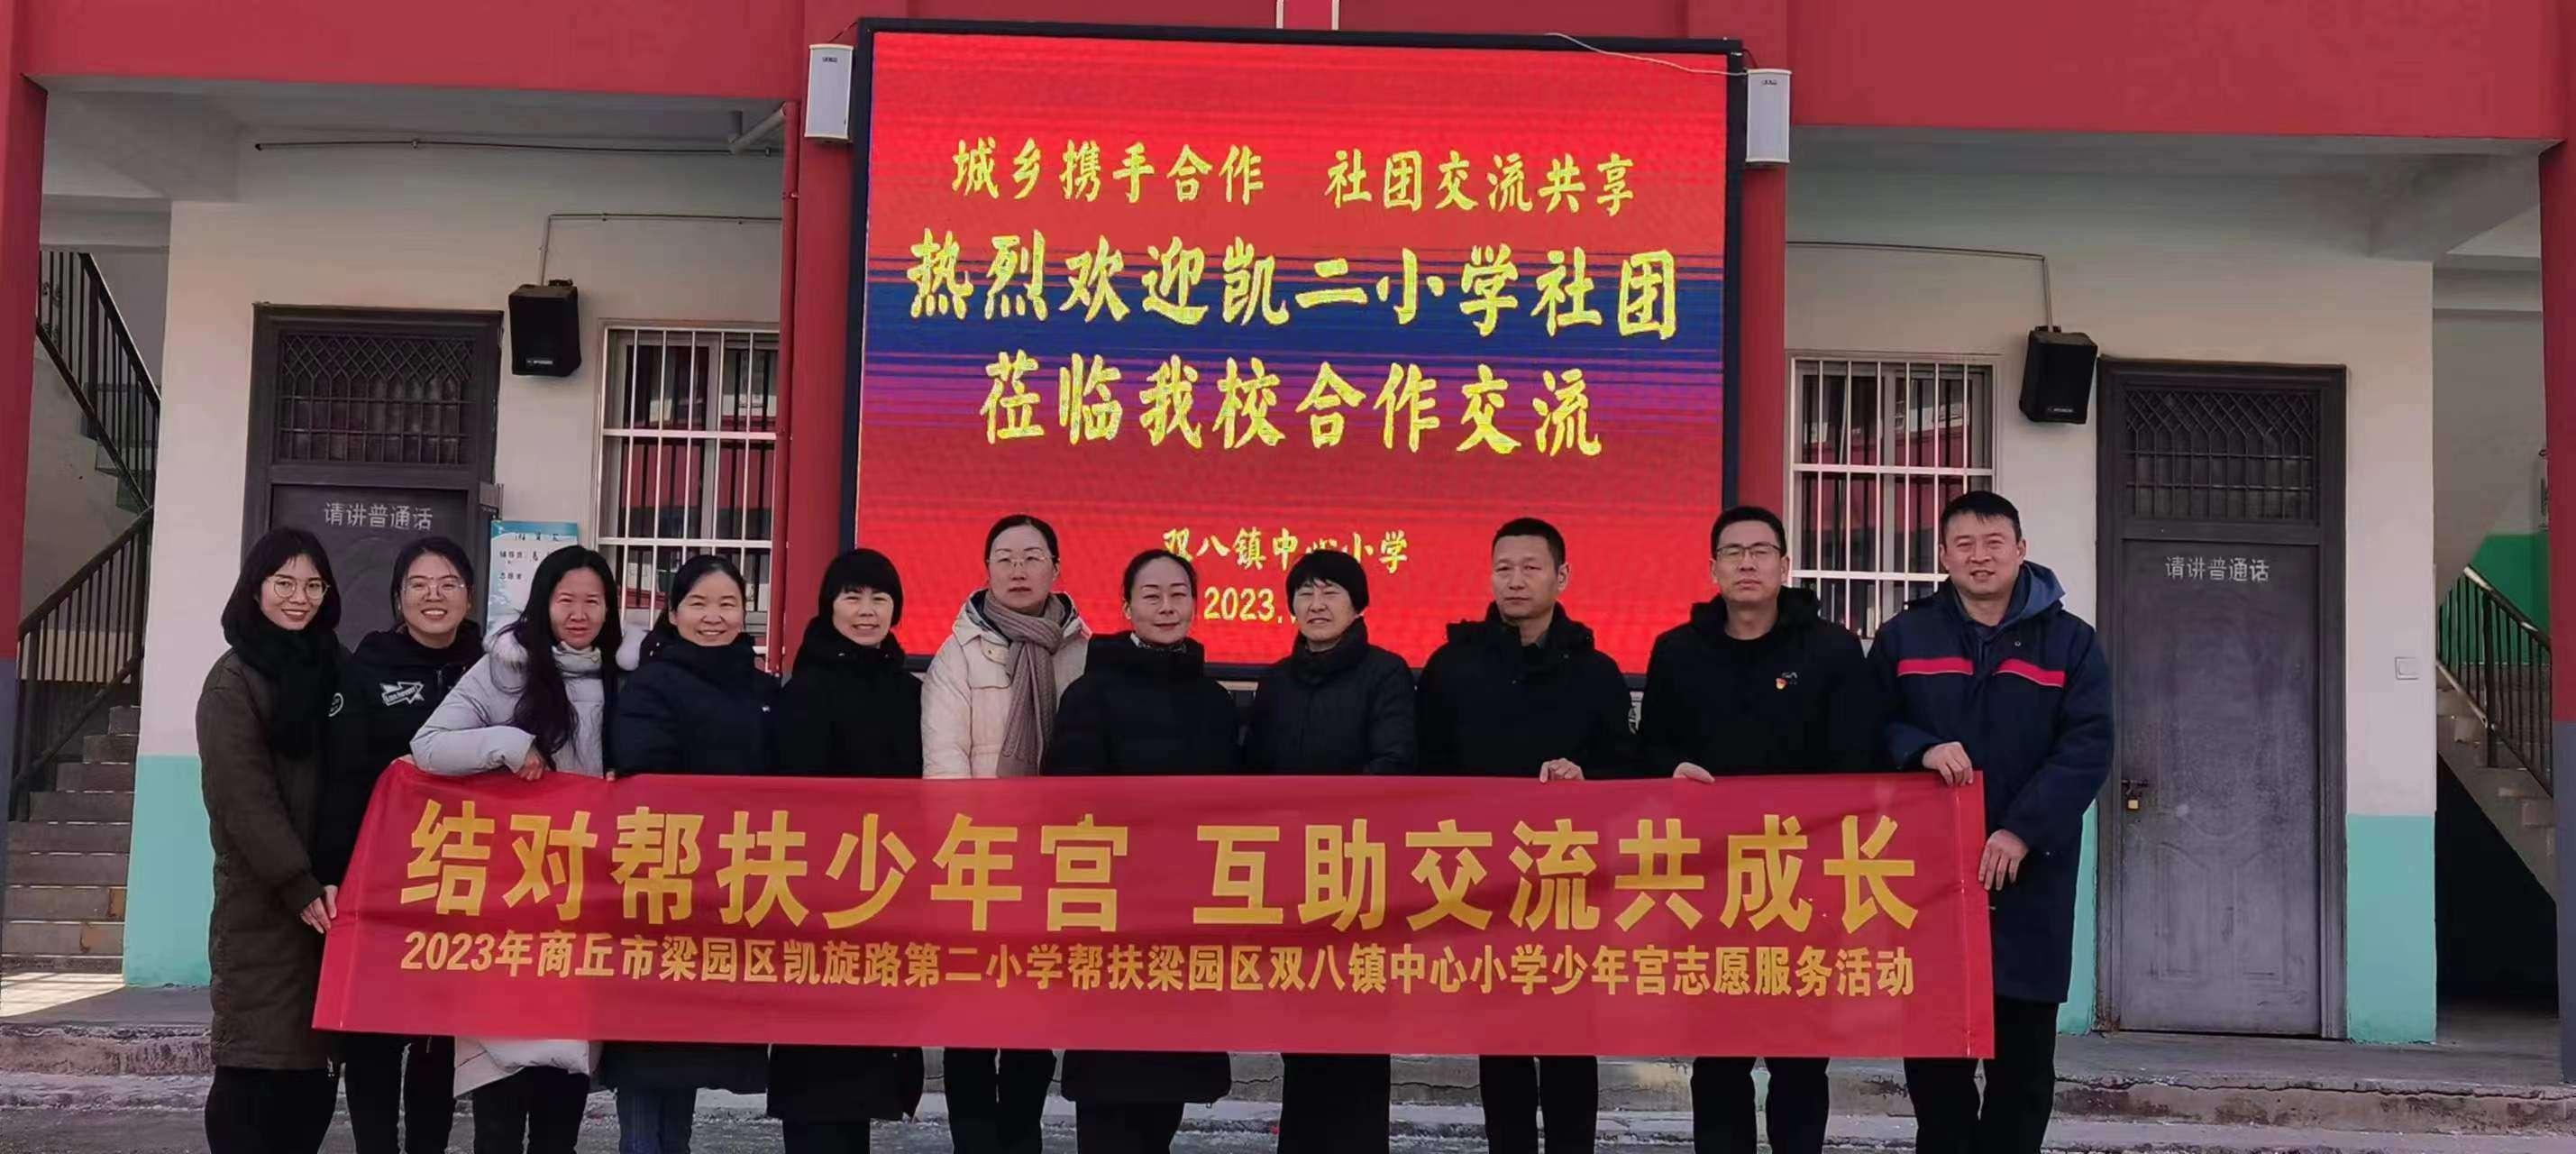 城乡携手合作 社团交流共享
热烈欢迎凯二小学社团
莅临我校合作交流
双八镇中心小学
2023.
请讲普通话
请讲普通话
结对帮扶少年宫 互助交流共成长
2023年商丘市梁园区凯旋路第二小学帮扶梁园区双八镇中心小学少年宫志愿服务活动